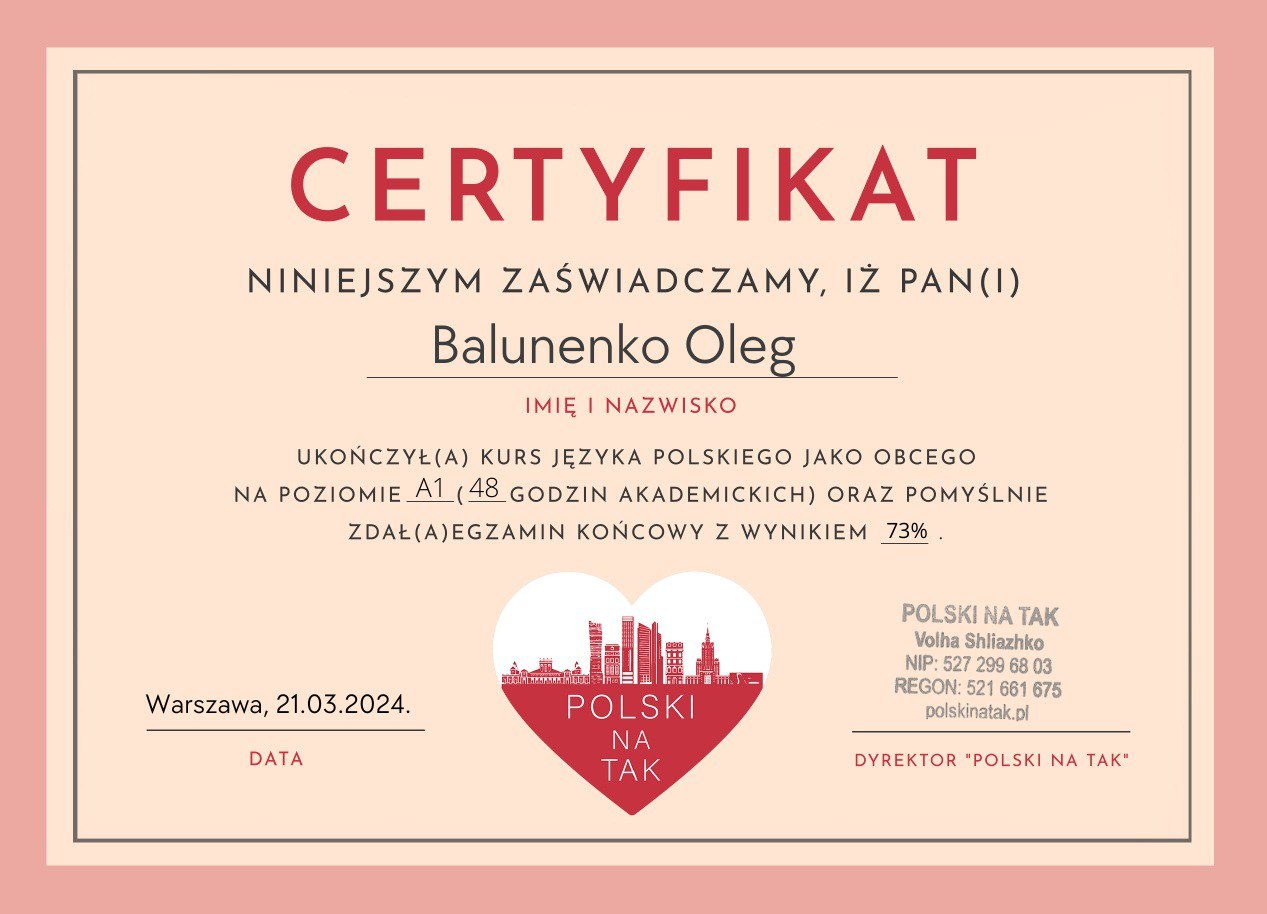 CERTYFIKAT
NINIEJSZYM ZAŚWIADCZAMY, IŻ PAN(I)
Balunenko Oleg
IMIĘ I NAZWISKO
UKOŃCZYŁ(A) KURS JĘZYKA POLSKIEGO JAKO OBCEGO
NA POZIOMIE A1 (48 GODZIN AKADEMICKICH) ORAZ POMYŚLNIE
ZDAŁ(A)EGZAMIN KOŃCOWY Z WYNIKIEM 73% .
Warszawa, 21.03.2024.
DATA
POLSKI
NA
TAK
POLSKI NA TAK
Volha Shliazhko
NIP: 527 299 68 03
REGON: 521 661 675
polskinatak.pl
DYREKTOR "POLSKI NA TAK"